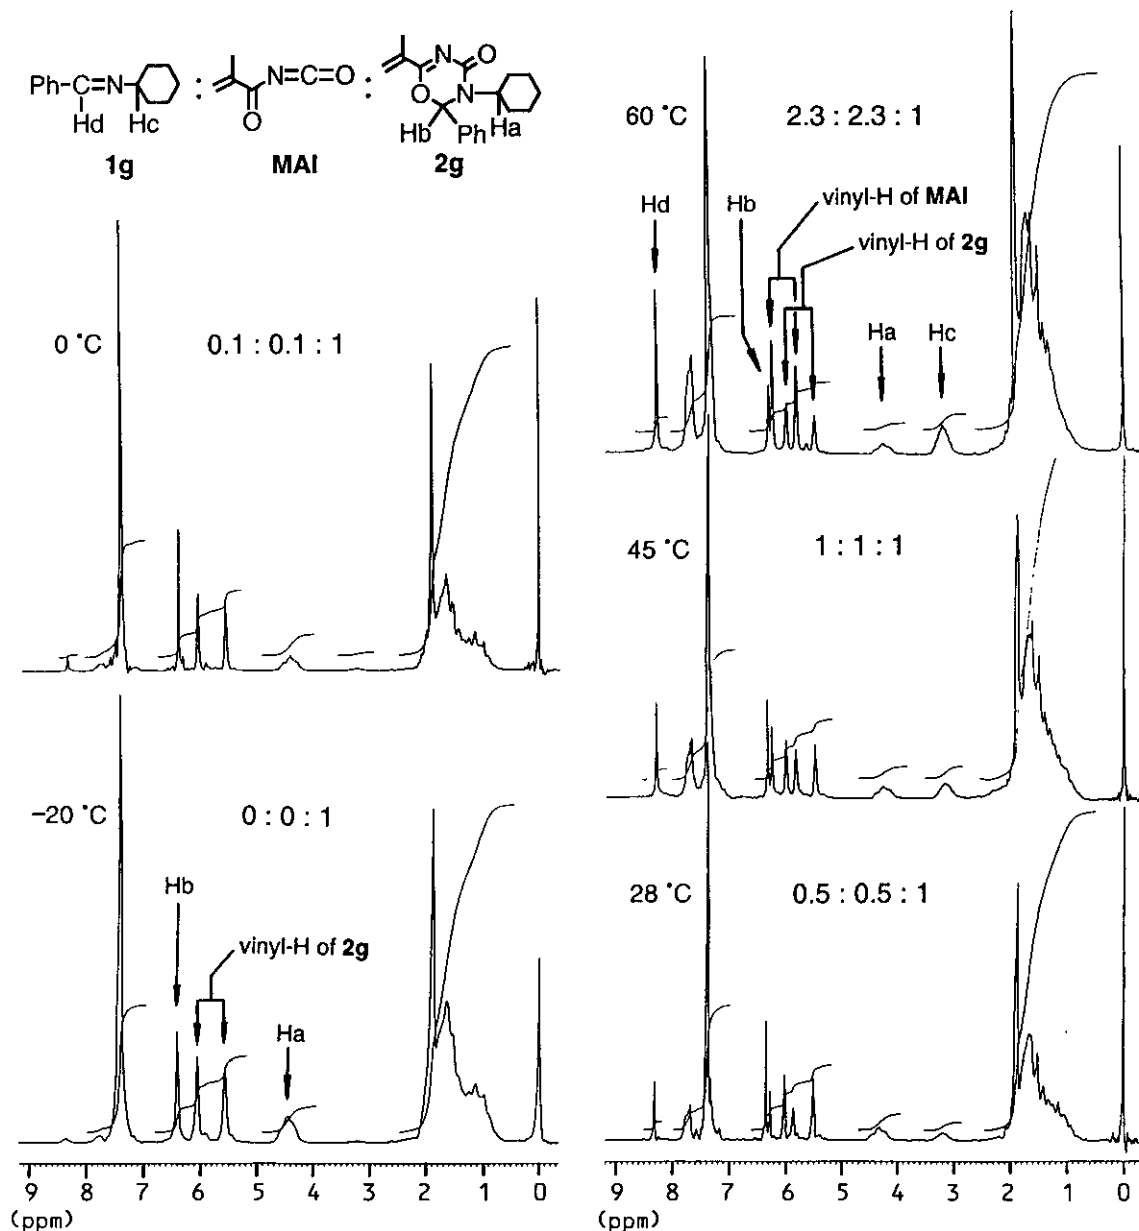 Ph-C=N
Hd
Hc
1g
:
N=C=O
O
MAI
:
N
O
O
N
Hb
Ph
Ha
2g
0 °C
0.1 : 0.1 : 1
−20 °C
0 : 0 : 1
Hb
vinyl-H of 2g
Ha
9 8 7 6 5 4 3 2 1 0
(ppm)
60 °C
2.3 : 2.3 : 1
Hd
Hb
vinyl-H of MAI
vinyl-H of 2g
Ha
Hc
45 °C
1 : 1 : 1
28 °C
0.5 : 0.5 : 1
9 8 7 6 5 4 3 2 1 0
(ppm)